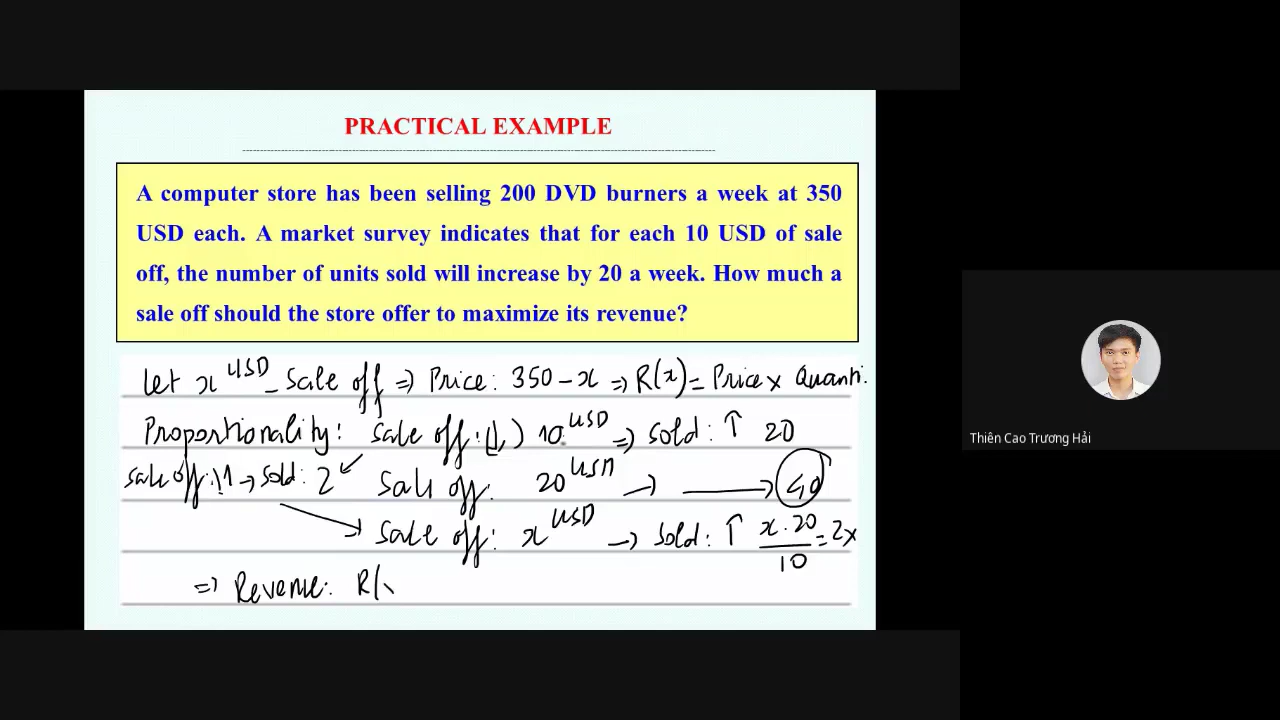 PRACTICAL EXAMPLE
A computer store has been selling 200 DVD burners a week at 350
USD each. A market survey indicates that for each 10 USD of sale
off, the number of units sold will increase by 20 a week. How much a
sale off should the store offer to maximize its revenue?
Let x USD - Sale off => Price: 350 - x => R(x) = Price x Quanti.
Proportionality: Sale off: (↓) 10 USD => Sold: ↑ 20
Sale off: ↓1 → Sold: 2 ↙ Sale off: 20 USD → → 40
→ Sale off: x USD → Sold: ↑ x.20/10 = 2x
=> Revenue: R(
Thiên Cao Trương Hải